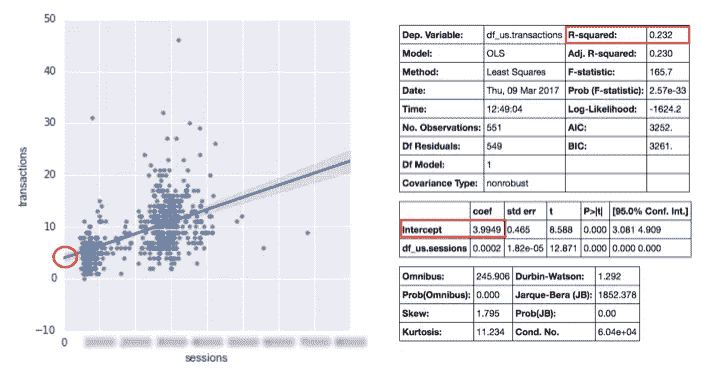 50
40
30
20
10
0
−10
transactions
0
sessions
Dep. Variable: df_us.transactions R-squared: 0.232
Model: OLS Adj. R-squared: 0.230
Method: Least Squares F-statistic: 165.7
Date: Thu, 09 Mar 2017 Prob (F-statistic): 2.57e-33
Time: 12:49:04 Log-Likelihood: -1624.2
No. Observations: 551 AIC: 3252.
Df Residuals: 549 BIC: 3261.
Df Model: 1
Covariance Type: nonrobust
coef std err t P>|t| [95.0% Conf. Int.]
Intercept 3.9949 0.465 8.588 0.000 3.081 4.909
df_us.sessions 0.0002 1.82e-05 12.871 0.000 0.000 0.000
Omnibus: 245.906 Durbin-Watson: 1.292
Prob(Omnibus): 0.000 Jarque-Bera (JB): 1852.378
Skew: 1.795 Prob(JB): 0.00
Kurtosis: 11.234 Cond. No. 6.04e+04